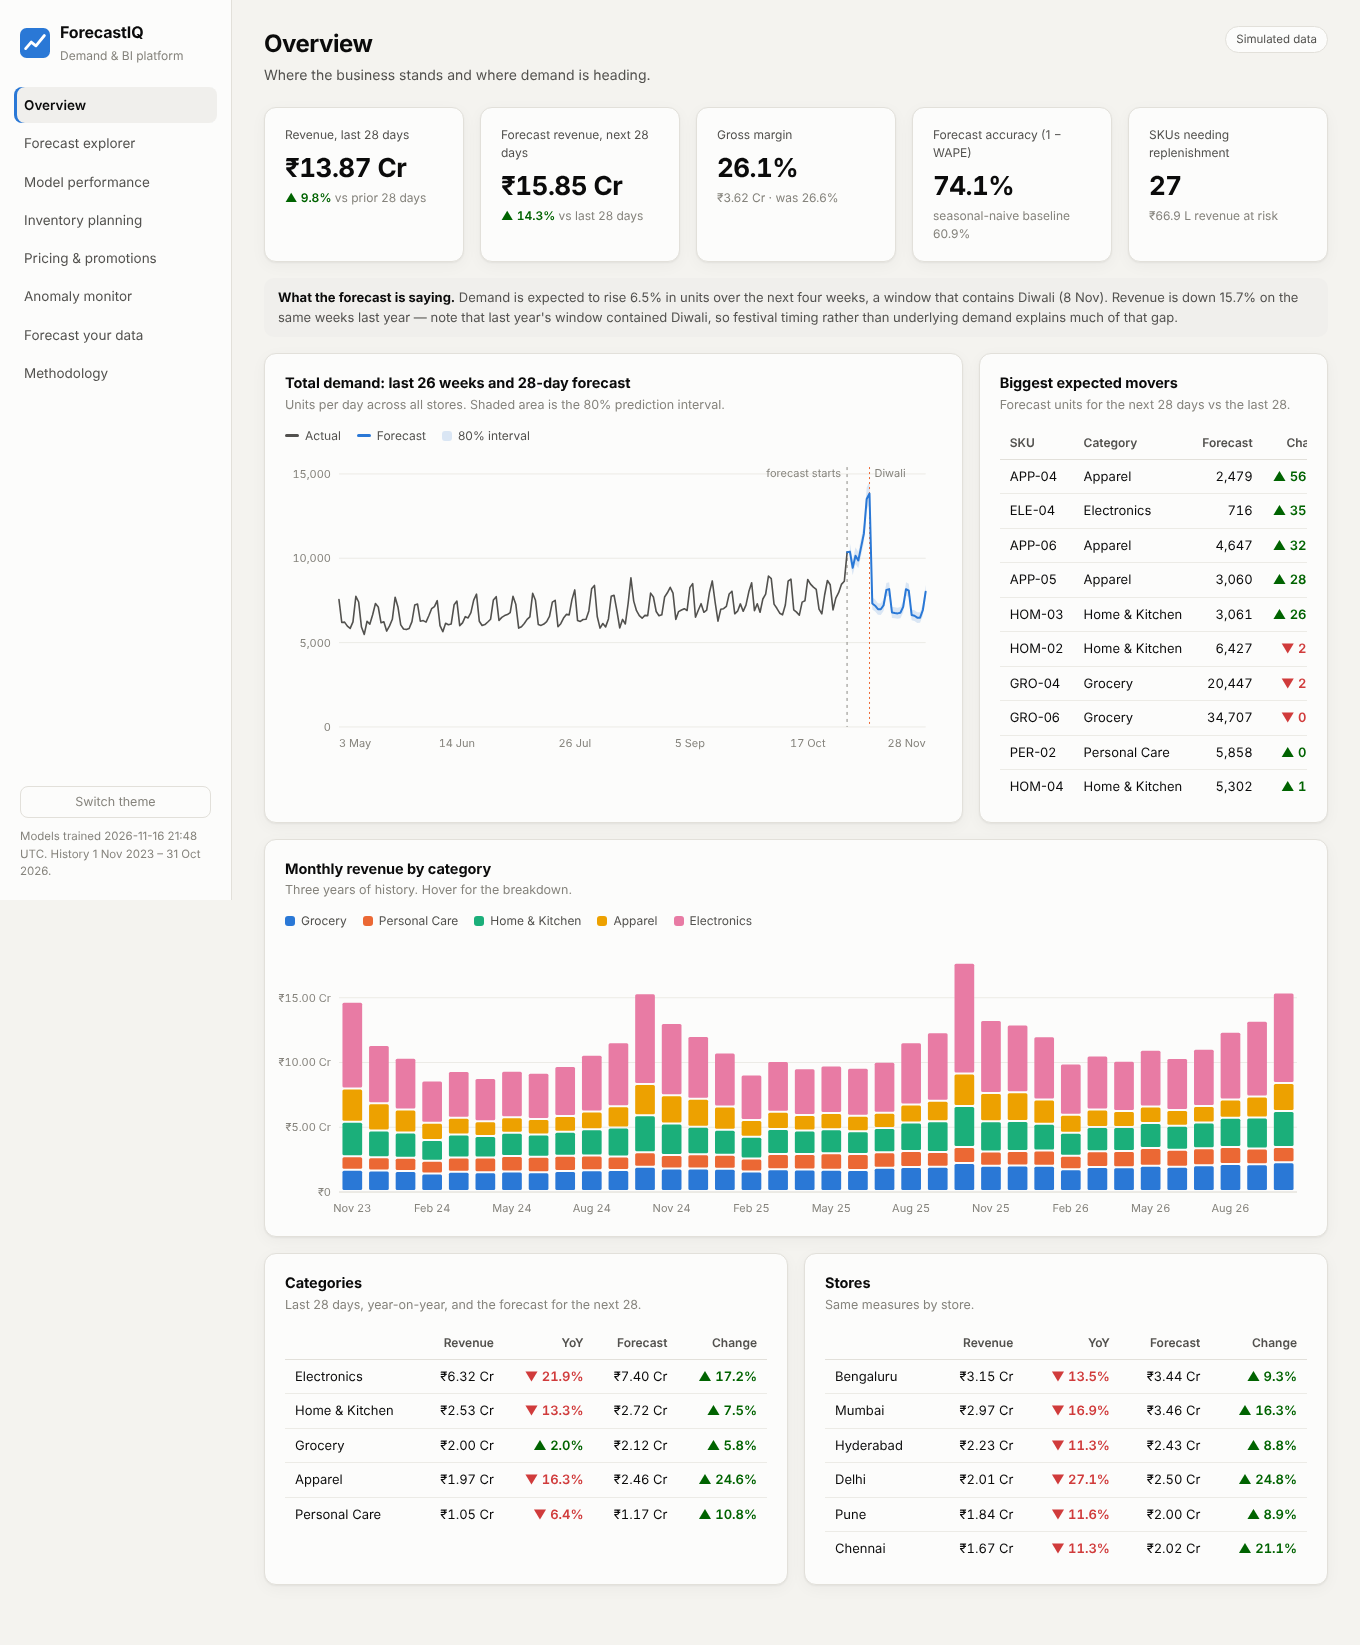 ForecastIQ
Demand & BI platform
Overview
Forecast explorer
Model performance
Inventory planning
Pricing & promotions
Anomaly monitor
Forecast your data
Methodology
Switch theme
Models trained 2026-11-16 21:48
UTC. History 1 Nov 2023 – 31 Oct
2026.
Overview
Simulated data
Where the business stands and where demand is heading.
Revenue, last 28 days
₹13.87 Cr
▲ 9.8% vs prior 28 days
Forecast revenue, next 28
days
₹15.85 Cr
▲ 14.3% vs last 28 days
Gross margin
26.1%
₹3.62 Cr · was 26.6%
Forecast accuracy (1 −
WAPE)
74.1%
seasonal-naive baseline
60.9%
SKUs needing
replenishment
27
₹66.9 L revenue at risk
What the forecast is saying. Demand is expected to rise 6.5% in units over the next four weeks, a window that contains Diwali (8 Nov). Revenue is down 15.7% on the
same weeks last year — note that last year's window contained Diwali, so festival timing rather than underlying demand explains much of that gap.
Total demand: last 26 weeks and 28-day forecast
Units per day across all stores. Shaded area is the 80% prediction interval.
Actual Forecast 80% interval
15,000 forecast starts Diwali
10,000
5,000
0
3 May 14 Jun 26 Jul 5 Sep 17 Oct 28 Nov
Biggest expected movers
Forecast units for the next 28 days vs the last 28.
SKU Category Forecast Cha
APP-04 Apparel 2,479 ▲ 56
ELE-04 Electronics 716 ▲ 35
APP-06 Apparel 4,647 ▲ 32
APP-05 Apparel 3,060 ▲ 28
HOM-03 Home & Kitchen 3,061 ▲ 26
HOM-02 Home & Kitchen 6,427 ▼ 2
GRO-04 Grocery 20,447 ▼ 2
GRO-06 Grocery 34,707 ▼ 0
PER-02 Personal Care 5,858 ▲ 0
HOM-04 Home & Kitchen 5,302 ▲ 1
Monthly revenue by category
Three years of history. Hover for the breakdown.
Grocery Personal Care Home & Kitchen Apparel Electronics
₹15.00 Cr
₹10.00 Cr
₹5.00 Cr
₹0
Nov 23 Feb 24 May 24 Aug 24 Nov 24 Feb 25 May 25 Aug 25 Nov 25 Feb 26 May 26 Aug 26
Categories
Last 28 days, year-on-year, and the forecast for the next 28.
Revenue YoY Forecast Change
Electronics ₹6.32 Cr ▼ 21.9% ₹7.40 Cr ▲ 17.2%
Home & Kitchen ₹2.53 Cr ▼ 13.3% ₹2.72 Cr ▲ 7.5%
Grocery ₹2.00 Cr ▲ 2.0% ₹2.12 Cr ▲ 5.8%
Apparel ₹1.97 Cr ▼ 16.3% ₹2.46 Cr ▲ 24.6%
Personal Care ₹1.05 Cr ▼ 6.4% ₹1.17 Cr ▲ 10.8%
Stores
Same measures by store.
Revenue YoY Forecast Change
Bengaluru ₹3.15 Cr ▼ 13.5% ₹3.44 Cr ▲ 9.3%
Mumbai ₹2.97 Cr ▼ 16.9% ₹3.46 Cr ▲ 16.3%
Hyderabad ₹2.23 Cr ▼ 11.3% ₹2.43 Cr ▲ 8.8%
Delhi ₹2.01 Cr ▼ 27.1% ₹2.50 Cr ▲ 24.8%
Pune ₹1.84 Cr ▼ 11.6% ₹2.00 Cr ▲ 8.9%
Chennai ₹1.67 Cr ▼ 11.3% ₹2.02 Cr ▲ 21.1%